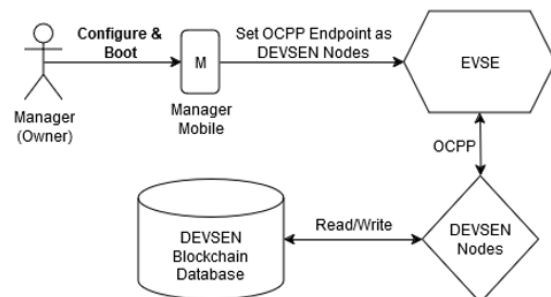 Configure &
Boot
Set OCPP Endpoint as
DEVSEN Nodes
M
EVSE
Manager
(Owner)
Manager
Mobile
OCPP
Read/Write
DEVSEN
Blockchain
Database
DEVSEN
Nodes